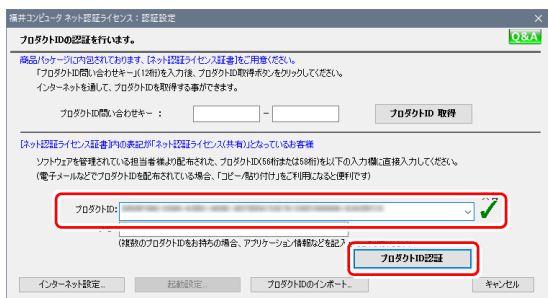 福井コンピュータ ネット認証ライセンス：認証設定
プロダクトIDの認証を行います。
Q&A
商品パッケージに内包されております、[ネット認証ライセンス証書]をご用意ください。
「プロダクトID問い合わせキー」(12桁)を入力後、プロダクトID取得ボタンをクリックしてください。
インターネットを通して、プロダクトIDを取得する事ができます。
プロダクトID問い合わせキー ：
－
プロダクトID 取得
[ネット認証ライセンス証書]内の表記が「ネット認証ライセンス(共有)」となっているお客様
ソフトウェアを管理されている担当者様より配布された、プロダクトID(56桁または58桁)を以下の入力欄に直接入力してください。
(電子メールなどでプロダクトIDを配布されている場合、「コピー/貼り付け」をご利用になると便利です)
プロダクトID:
(複数のプロダクトIDをお持ちの場合、アプリケーション情報などを記入
プロダクトID認証
インターネット設定...
起動設定...
プロダクトIDのインポート...
キャンセル